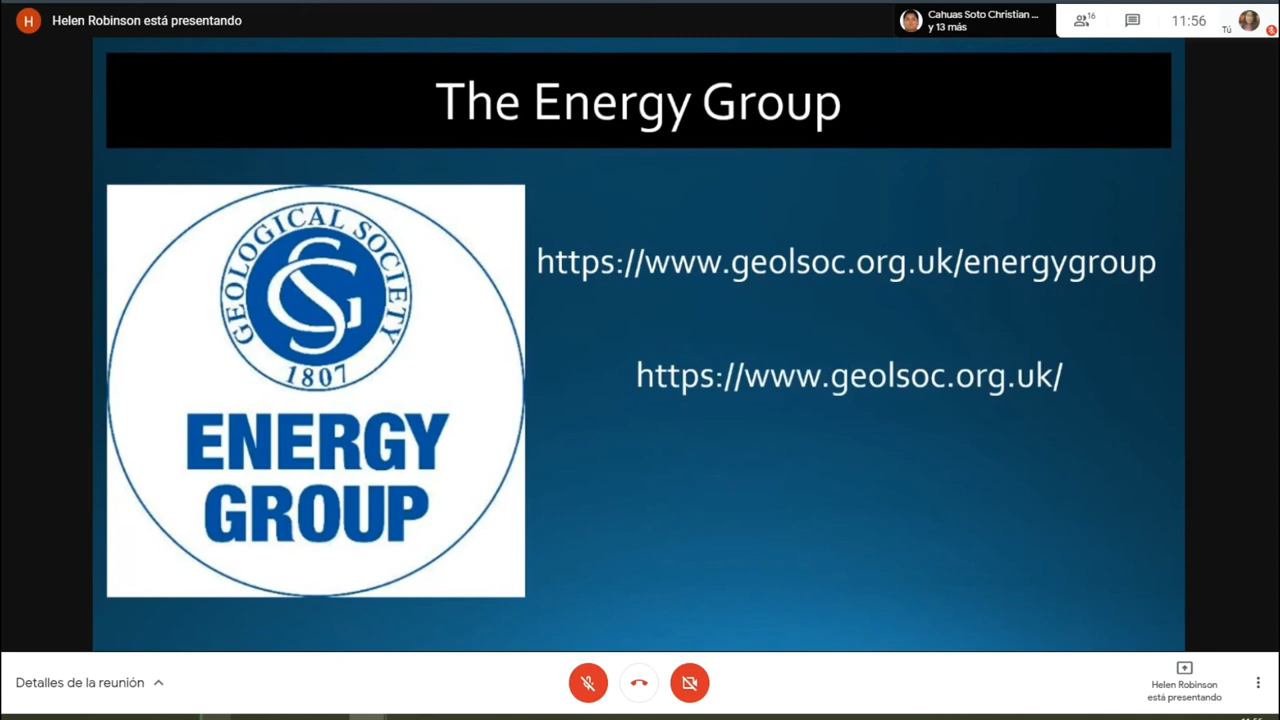 H Helen Robinson está presentando
Cahuas Soto Christian ...
y 13 más
16
11:56
Tú
The Energy Group
GEOLOGICAL SOCIETY
GS
1807
ENERGY
GROUP
https://www.geolsoc.org.uk/energygroup
https://www.geolsoc.org.uk/
Detalles de la reunión
Helen Robinson
está presentando